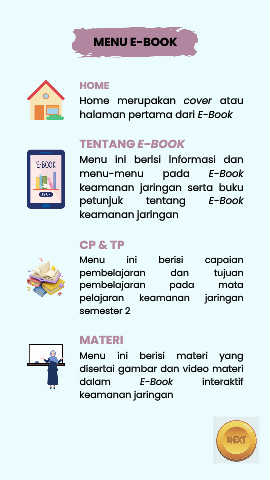 MENU E-BOOK
HOME
Home merupakan cover atau
halaman pertama dari E-Book
TENTANG E-BOOK
Menu ini berisi informasi dan
menu-menu pada E-Book
keamanan jaringan serta buku
petunjuk tentang E-Book
keamanan jaringan
E-BOOK
CP & TP
Menu ini berisi capaian
pembelajaran dan tujuan
pembelajaran pada mata
pelajaran keamanan jaringan
semester 2
MATERI
Menu ini berisi materi yang
disertai gambar dan video materi
dalam E-Book interaktif
keamanan jaringan
NEXT